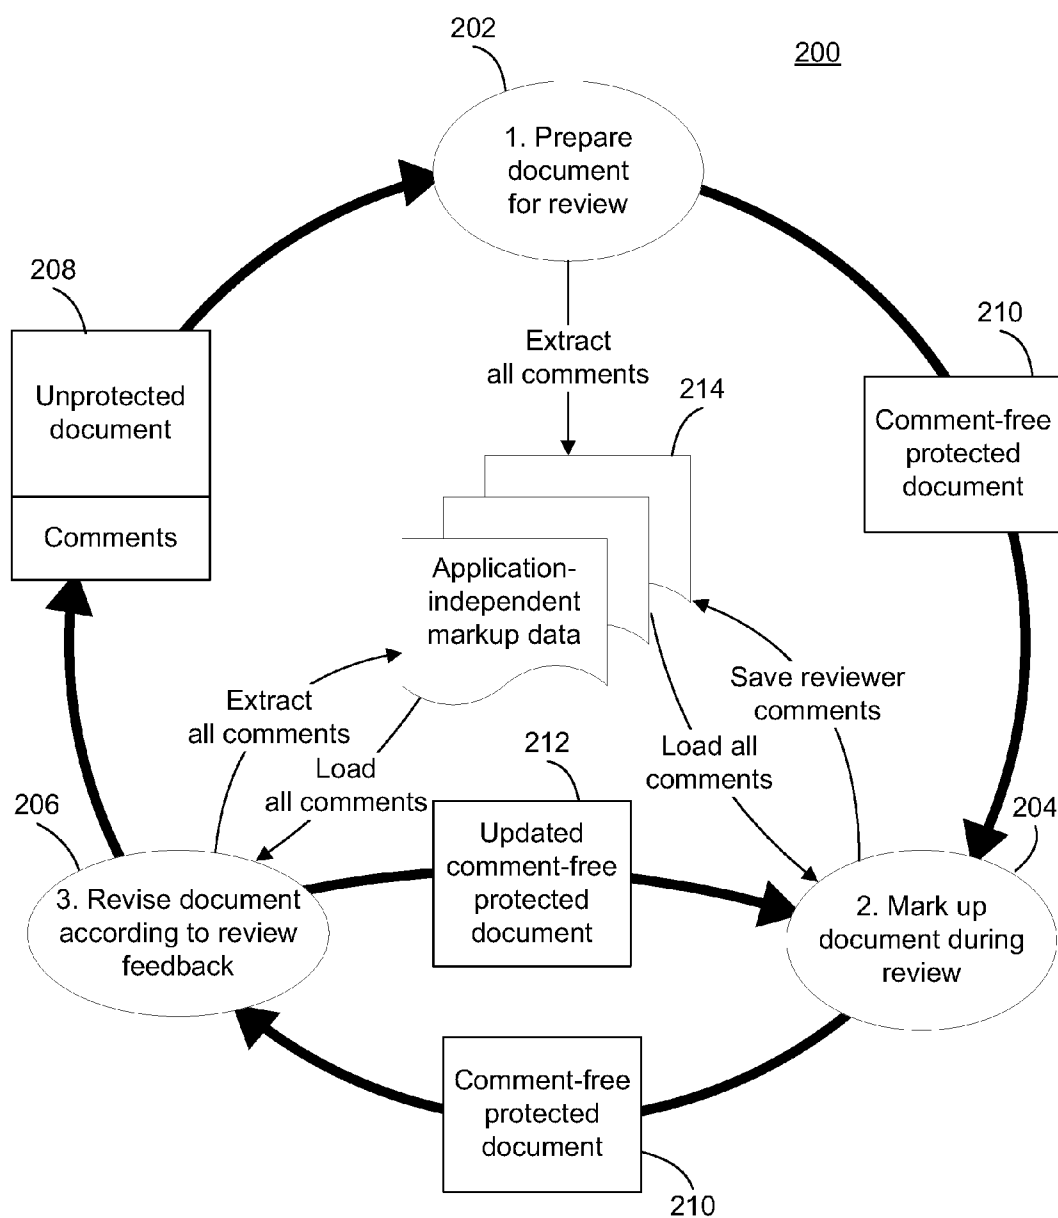 202
200
1. Prepare
document
for review
208
210
Extract
all comments
214
Unprotected
document
Comment-free
protected
document
Comments
Application-
independent
markup data
Save reviewer
comments
Extract
all comments
212
Load all
comments
Load
all comments
206
204
Updated
comment-free
protected
document
3. Revise document
according to review
feedback
2. Mark up
document during
review
Comment-free
protected
document
210